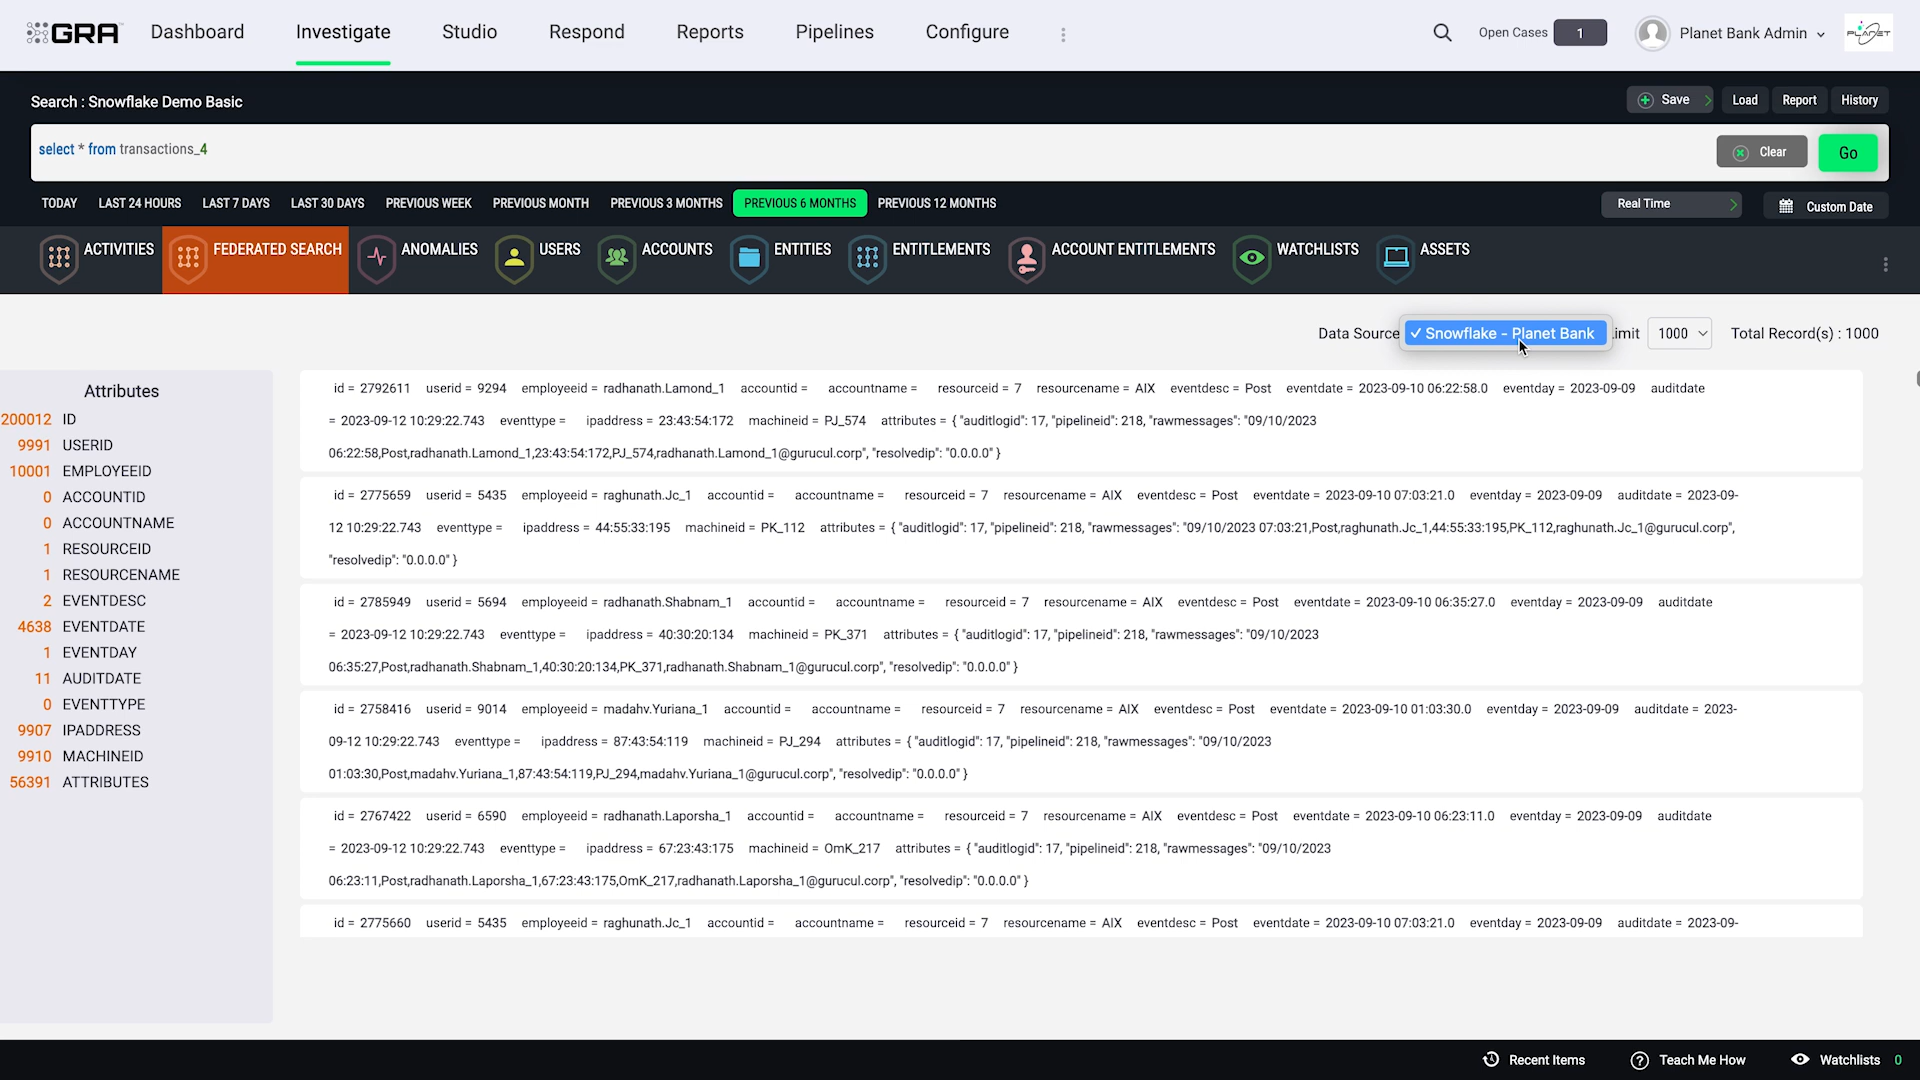 GRA Dashboard Investigate Studio Respond Reports Pipelines Configure Open Cases 1 Planet Bank Admin PLANET
Search : Snowflake Demo Basic Save Load Report History
select * from transactions_4 Clear Go
TODAY LAST 24 HOURS LAST 7 DAYS LAST 30 DAYS PREVIOUS WEEK PREVIOUS MONTH PREVIOUS 3 MONTHS PREVIOUS 6 MONTHS PREVIOUS 12 MONTHS Real Time Custom Date
ACTIVITIES FEDERATED SEARCH ANOMALIES USERS ACCOUNTS ENTITIES ENTITLEMENTS ACCOUNT ENTITLEMENTS WATCHLISTS ASSETS
Data Source ✓ Snowflake - Planet Bank imit 1000 Total Record(s) : 1000
Attributes
200012 ID
9991 USERID
10001 EMPLOYEEID
0 ACCOUNTID
0 ACCOUNTNAME
1 RESOURCEID
1 RESOURCENAME
2 EVENTDESC
4638 EVENTDATE
1 EVENTDAY
11 AUDITDATE
0 EVENTTYPE
9907 IPADDRESS
9910 MACHINEID
56391 ATTRIBUTES
id = 2792611 userid = 9294 employeeid = radhanath.Lamond_1 accountid = accountname = resourceid = 7 resourcename = AIX eventdesc = Post eventdate = 2023-09-10 06:22:58.0 eventday = 2023-09-09 auditdate
= 2023-09-12 10:29:22.743 eventtype = ipaddress = 23:43:54:172 machineid = PJ_574 attributes = { "auditlogid": 17, "pipelineid": 218, "rawmessages": "09/10/2023
06:22:58,Post,radhanath.Lamond_1,23:43:54:172,PJ_574,radhanath.Lamond_1@gurucul.corp", "resolvedip": "0.0.0.0" }
id = 2775659 userid = 5435 employeeid = raghunath.Jc_1 accountid = accountname = resourceid = 7 resourcename = AIX eventdesc = Post eventdate = 2023-09-10 07:03:21.0 eventday = 2023-09-09 auditdate = 2023-09-
12 10:29:22.743 eventtype = ipaddress = 44:55:33:195 machineid = PK_112 attributes = { "auditlogid": 17, "pipelineid": 218, "rawmessages": "09/10/2023 07:03:21,Post,raghunath.Jc_1,44:55:33:195,PK_112,raghunath.Jc_1@gurucul.corp",
"resolvedip": "0.0.0.0" }
id = 2785949 userid = 5694 employeeid = radhanath.Shabnam_1 accountid = accountname = resourceid = 7 resourcename = AIX eventdesc = Post eventdate = 2023-09-10 06:35:27.0 eventday = 2023-09-09 auditdate
= 2023-09-12 10:29:22.743 eventtype = ipaddress = 40:30:20:134 machineid = PK_371 attributes = { "auditlogid": 17, "pipelineid": 218, "rawmessages": "09/10/2023
06:35:27,Post,radhanath.Shabnam_1,40:30:20:134,PK_371,radhanath.Shabnam_1@gurucul.corp", "resolvedip": "0.0.0.0" }
id = 2758416 userid = 9014 employeeid = madahv.Yuriana_1 accountid = accountname = resourceid = 7 resourcename = AIX eventdesc = Post eventdate = 2023-09-10 01:03:30.0 eventday = 2023-09-09 auditdate = 2023-
09-12 10:29:22.743 eventtype = ipaddress = 87:43:54:119 machineid = PJ_294 attributes = { "auditlogid": 17, "pipelineid": 218, "rawmessages": "09/10/2023
01:03:30,Post,madahv.Yuriana_1,87:43:54:119,PJ_294,madahv.Yuriana_1@gurucul.corp", "resolvedip": "0.0.0.0" }
id = 2767422 userid = 6590 employeeid = radhanath.Laporsha_1 accountid = accountname = resourceid = 7 resourcename = AIX eventdesc = Post eventdate = 2023-09-10 06:23:11.0 eventday = 2023-09-09 auditdate
= 2023-09-12 10:29:22.743 eventtype = ipaddress = 67:23:43:175 machineid = OmK_217 attributes = { "auditlogid": 17, "pipelineid": 218, "rawmessages": "09/10/2023
06:23:11,Post,radhanath.Laporsha_1,67:23:43:175,OmK_217,radhanath.Laporsha_1@gurucul.corp", "resolvedip": "0.0.0.0" }
id = 2775660 userid = 5435 employeeid = raghunath.Jc_1 accountid = accountname = resourceid = 7 resourcename = AIX eventdesc = Post eventdate = 2023-09-10 07:03:21.0 eventday = 2023-09-09 auditdate = 2023-09-
Recent Items Teach Me How Watchlists 0